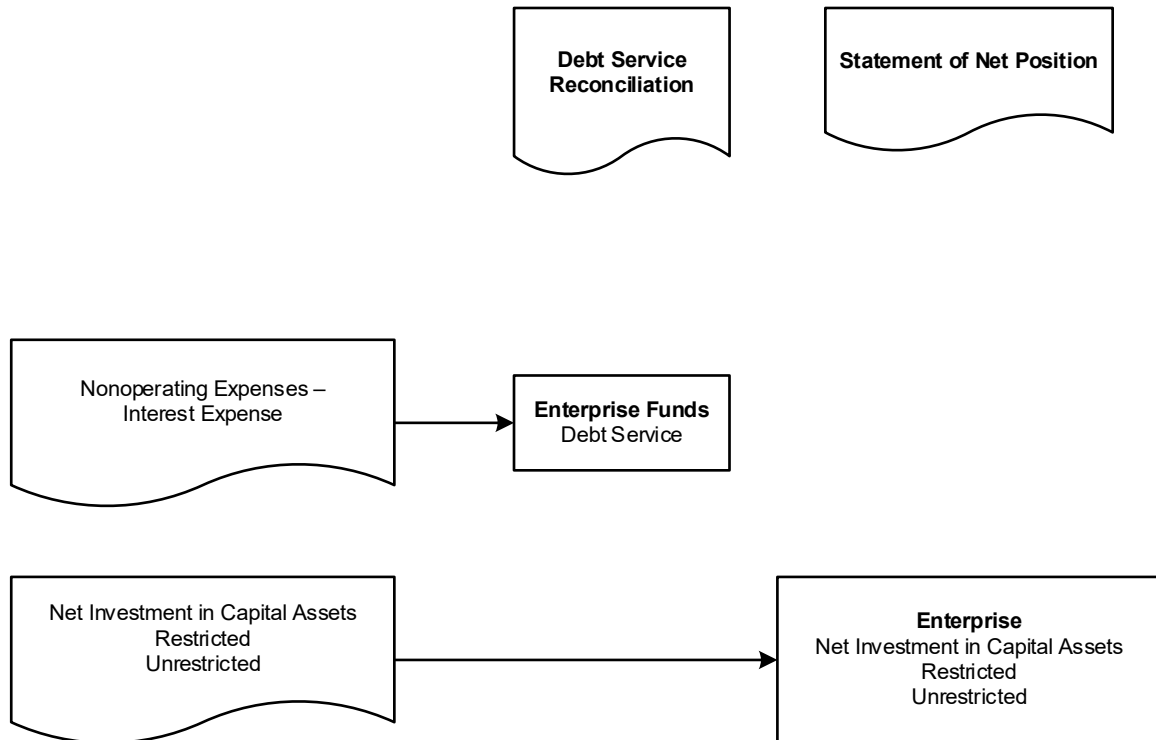 Debt Service
Reconciliation
Statement of Net Position
Nonoperating Expenses –
Interest Expense
Enterprise Funds
Debt Service
Net Investment in Capital Assets
Restricted
Unrestricted
Enterprise
Net Investment in Capital Assets
Restricted
Unrestricted